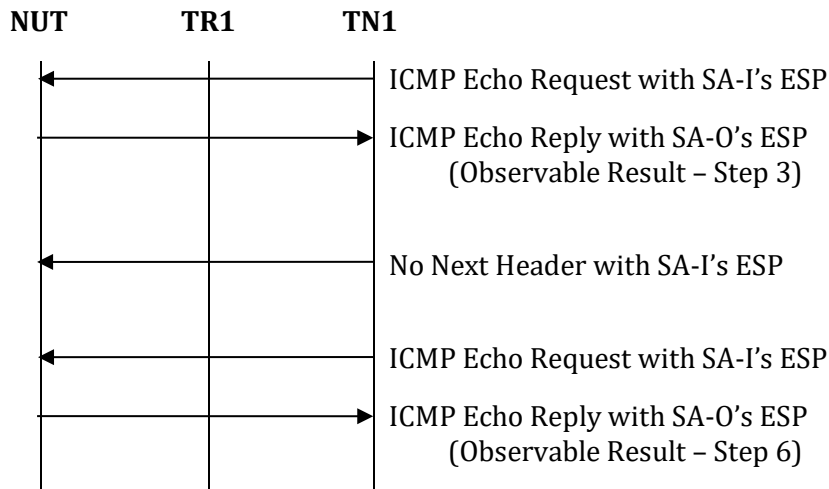 NUT TR1 TN1
ICMP Echo Request with SA-I's ESP
ICMP Echo Reply with SA-O's ESP
(Observable Result – Step 3)
No Next Header with SA-I's ESP
ICMP Echo Request with SA-I's ESP
ICMP Echo Reply with SA-O's ESP
(Observable Result – Step 6)